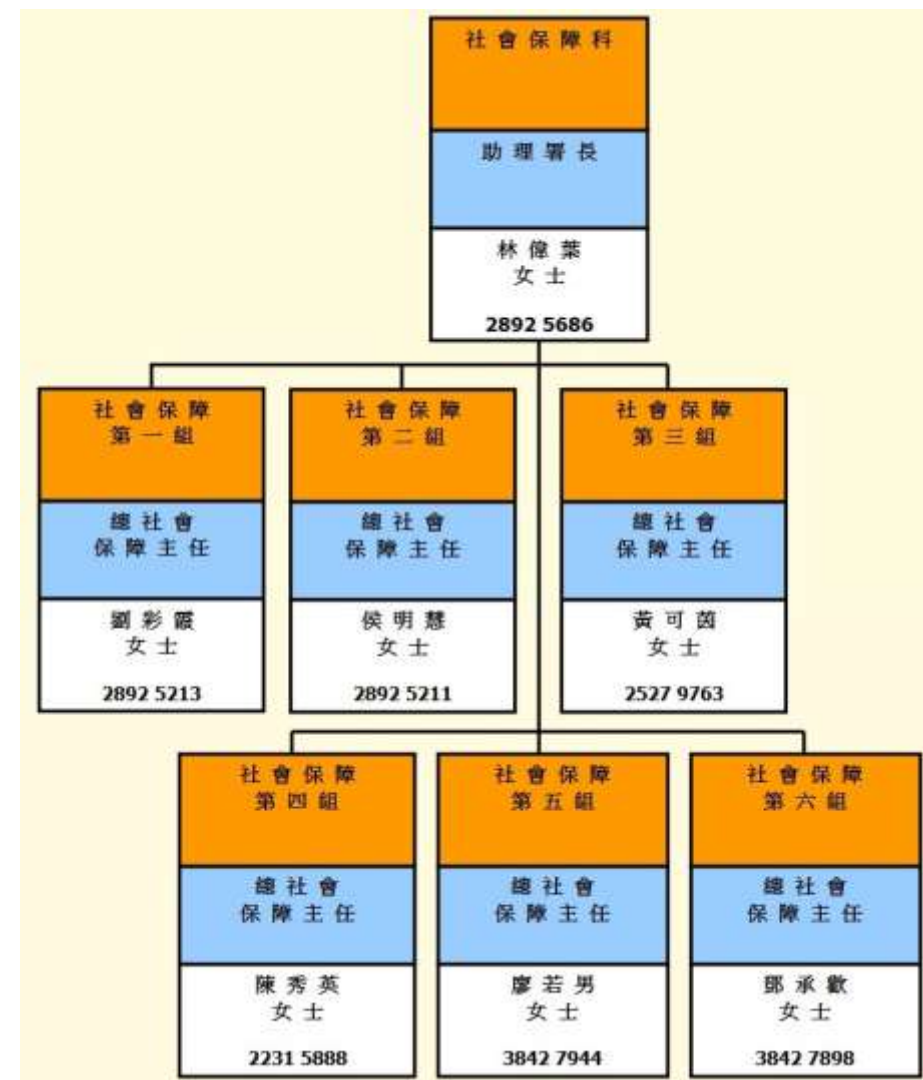 社會保障科
助理署長
林偉葉
女士
2892 5686
社會保障
第一組
總社會
保障主任
劉彩霞
女士
2892 5213
社會保障
第二組
總社會
保障主任
侯明慧
女士
2892 5211
社會保障
第三組
總社會
保障主任
黃可茵
女士
2527 9763
社會保障
第四組
總社會
保障主任
陳秀英
女士
2231 5888
社會保障
第五組
總社會
保障主任
廖若男
女士
3842 7944
社會保障
第六組
總社會
保障主任
鄧承歡
女士
3842 7898